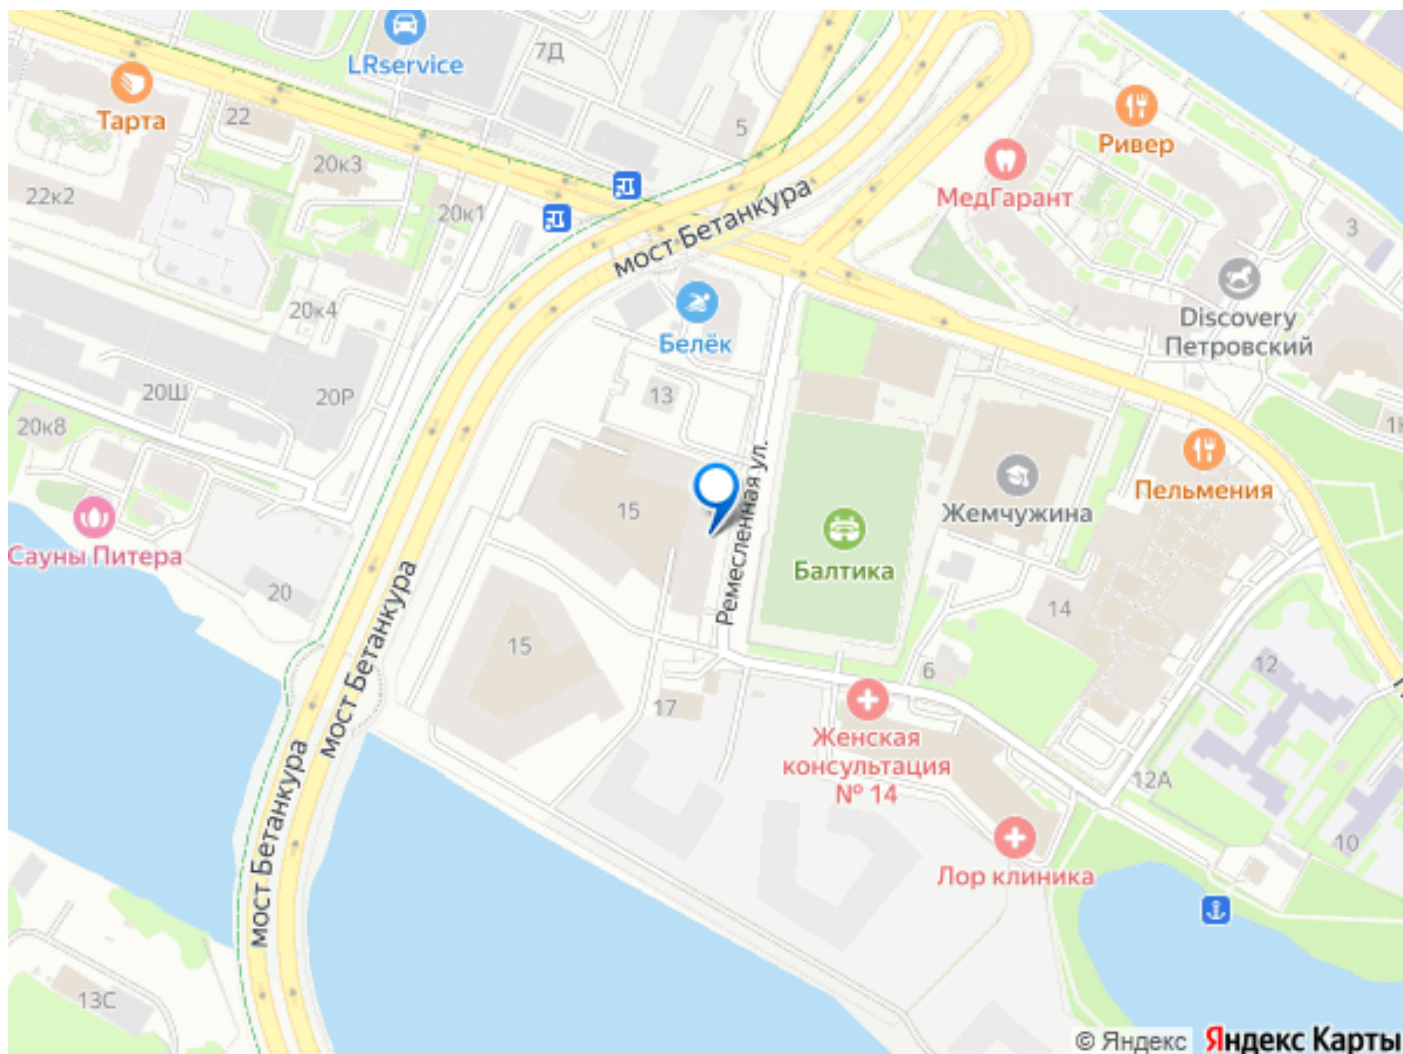 LRservice
7Д
Тарта
22
20к3
5
Ривер
МедГарант
22к2
20к1
3
мост Бетанкура
20к4
Белёк
Discovery
Петровский
20Ш
20Р
13
20к8
Пельмения
15
Ремесленная ул.
Жемчужина
Сауны Питера
Балтика
20
14
мост Бетанкура
15
6
12
17
Женская
консультация
№ 14
12А
мост Бетанкура
10
Лор клиника
13С
© Яндекс Яндекс Карты